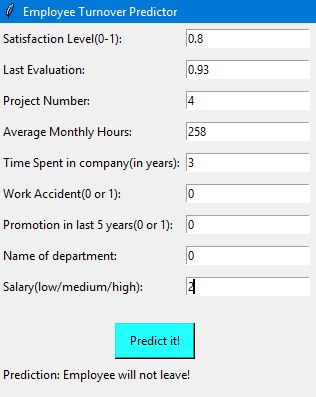 Employee Turnover Predictor
Satisfaction Level(0-1): 0.8
Last Evaluation: 0.93
Project Number: 4
Average Monthly Hours: 258
Time Spent in company(in years): 3
Work Accident(0 or 1): 0
Promotion in last 5 years(0 or 1): 0
Name of department: 0
Salary(low/medium/high): 2
Predict it!
Prediction: Employee will not leave!